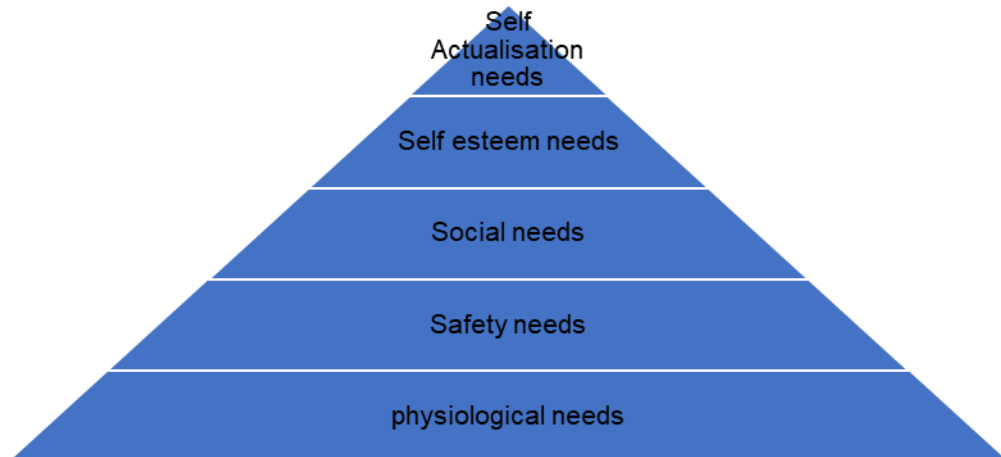 Self
Actualisation
needs
Self esteem needs
Social needs
Safety needs
physiological needs